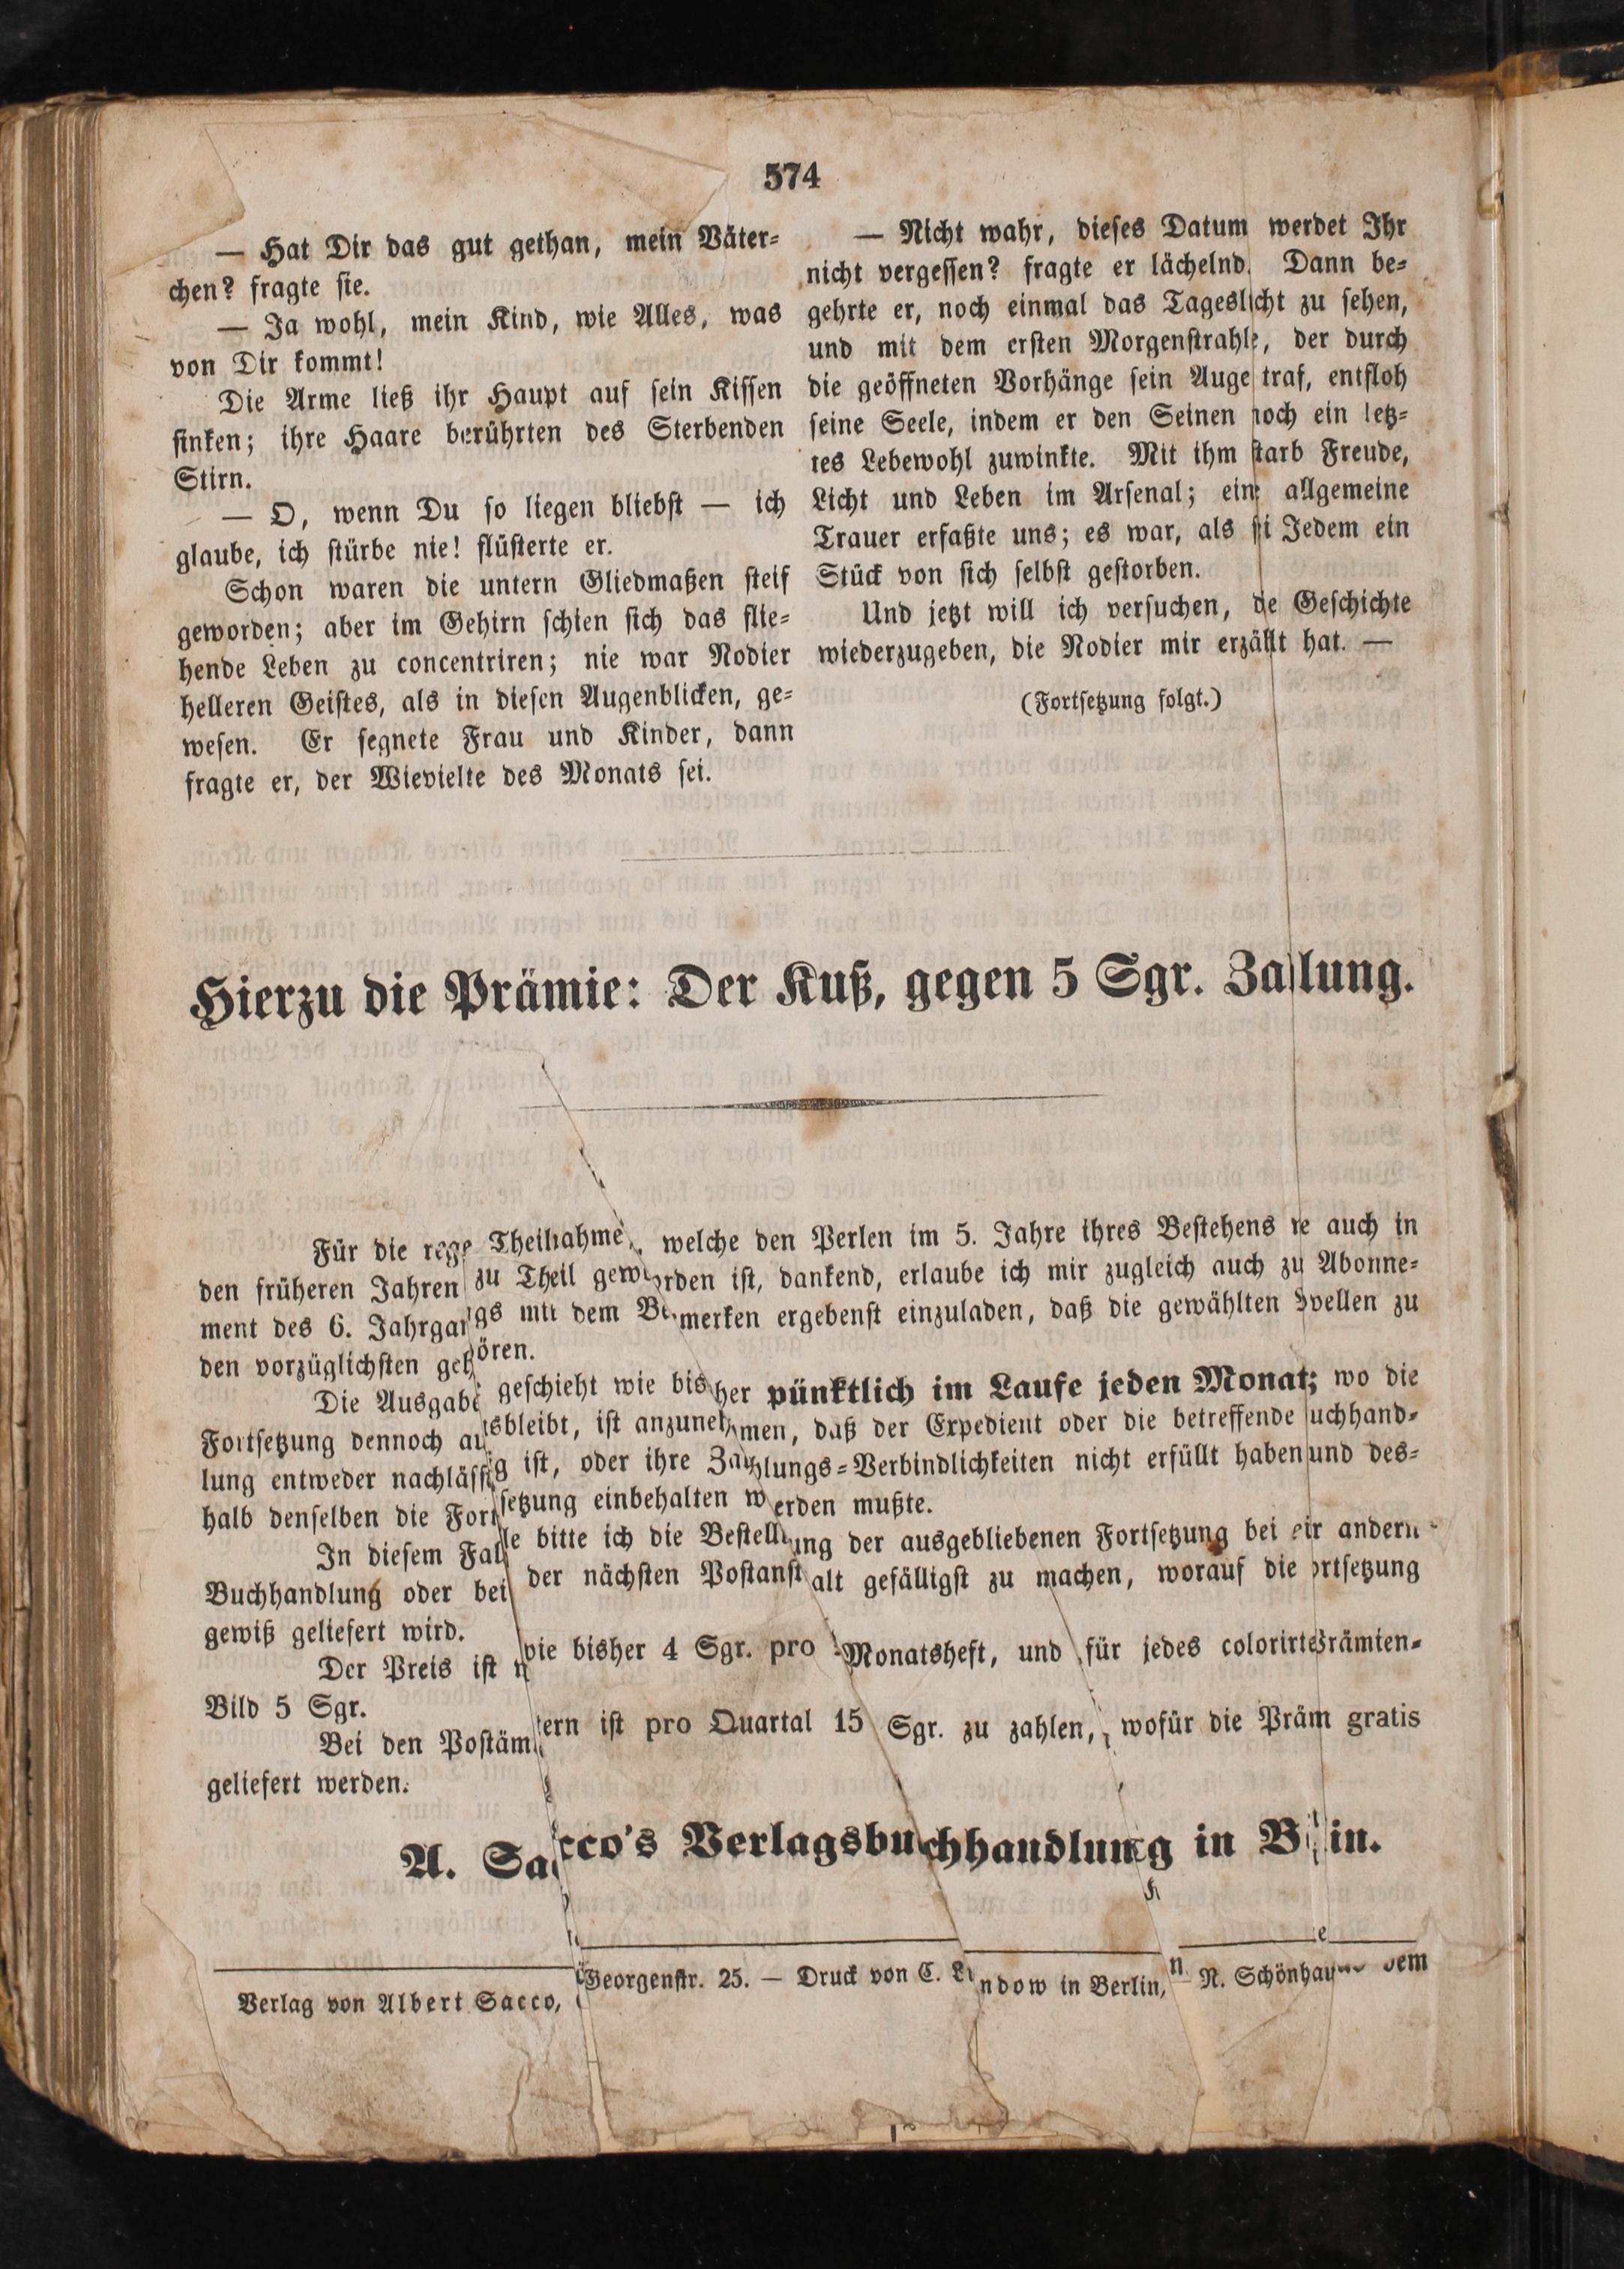 574
— Hat Dir das gut gethan, mein Väter-
chen? fragte sie.
— Ja wohl, mein Kind, wie Alles, was
von Dir kommt!
Die Arme ließ ihr Haupt auf sein Kissen
sinken; ihre Haare berührten des Sterbenden
Stirn.
— O, wenn Du so liegen bliebst — ich
glaube, ich stürbe nie! flüsterte er.
Schon waren die untern Gliedmaßen steif
geworden; aber im Gehirn schien sich das flie-
hende Leben zu concentriren; nie war Nodier
helleren Geistes, als in diesen Augenblicken, ge-
wesen. Er segnete Frau und Kinder, dann
fragte er, der Wievielte des Monats sei.
— Nicht wahr, dieses Datum werdet Ihr
nicht vergessen? fragte er lächelnd. Dann be-
gehrte er, noch einmal das Tageslicht zu sehen,
und mit dem ersten Morgenstrahle, der durch
die geöffneten Vorhänge sein Auge traf, entfloh
seine Seele, indem er den Seinen noch ein letz-
tes Lebewohl zuwinkte. Mit ihm starb Freude,
Licht und Leben im Arsenal; eine allgemeine
Trauer erfaßte uns; es war, als sei Jedem ein
Stück von sich selbst gestorben.
Und jetzt will ich versuchen, die Geschichte
wiederzugeben, die Nodier mir erzählt hat. —
(Fortsetzung folgt.)
Hierzu die Prämie: Der Kuß, gegen 5 Sgr. Zahlung.
Für die rege Theilnahme, welche den Perlen im 5. Jahre ihres Bestehens auch in
den früheren Jahren zu Theil geworden ist, dankend, erlaube ich mir zugleich auch zu Abonne-
ment des 6. Jahrgangs mit dem Bemerken ergebenst einzuladen, daß die gewählten zu
den vorzüglichsten gehören.
Die Ausgabe geschieht wie bisher pünktlich im Laufe jeden Monat; wo die
Fortsetzung dennoch ausbleibt, ist anzunehmen, daß der Expedient oder die betreffende uchhand-
lung entweder nachlässig ist, oder ihre Zahlungs-Verbindlichkeiten nicht erfüllt haben und des-
halb denselben die Fortsetzung einbehalten werden mußte.
In diesem Falle bitte ich die Bestellung der ausgebliebenen Fortsetzung bei eir andern
Buchhandlung oder bei der nächsten Postanstalt gefälligst zu machen, worauf die ortsetzung
gewiß geliefert wird.
Der Preis ist wie bisher 4 Sgr. pro Monatsheft, und für jedes colorirte rämien-
Bild 5 Sgr.
Bei den Postämtern ist pro Quartal 15 Sgr. zu zahlen, wofür die Präm gratis
geliefert werden.
A. Sacco's Verlagsbuchhandlung in Berlin.
Verlag von Albert Sacco, Georgenstr. 25. — Druck von C. Lindow in Berlin, N. Schönhau